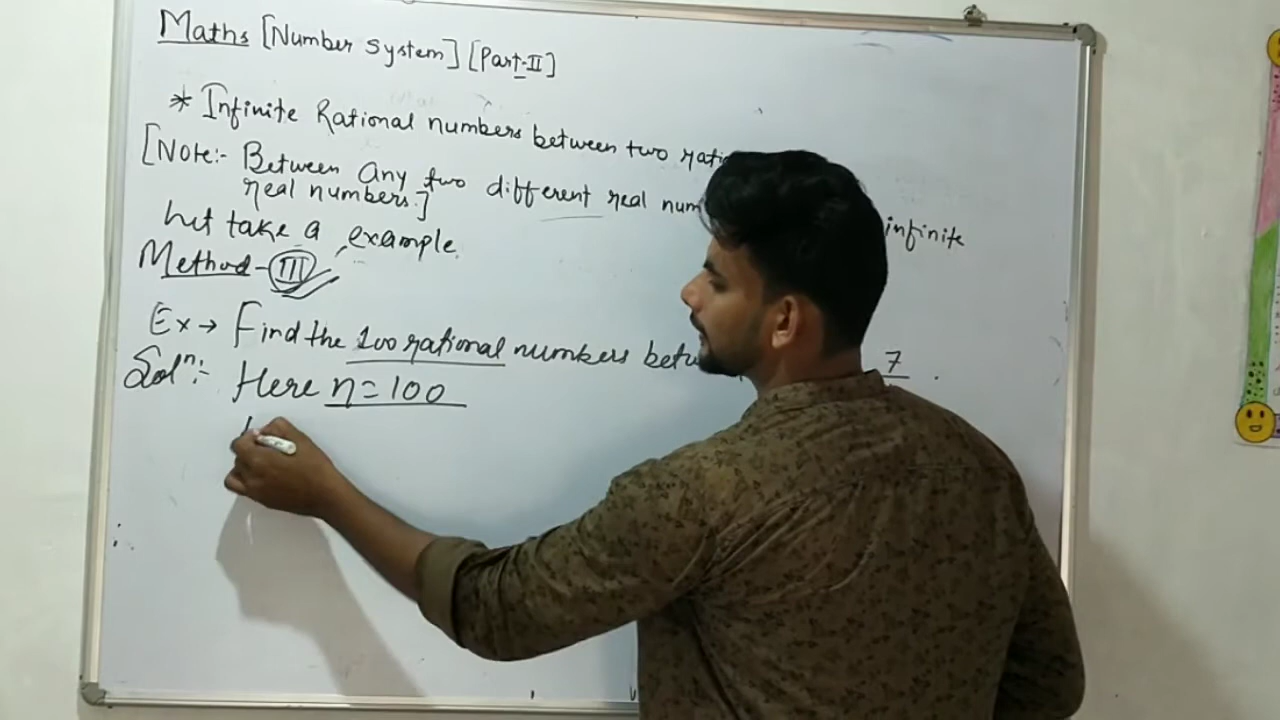 Maths [Number System] [Part-II]
* Infinite Rational numbers between two
[Note:- Between any two different real infinite
real numbers.]
let take a example.
Method - III
Ex → Find the 100 rational numbers 7
Solⁿ:- Here n = 100